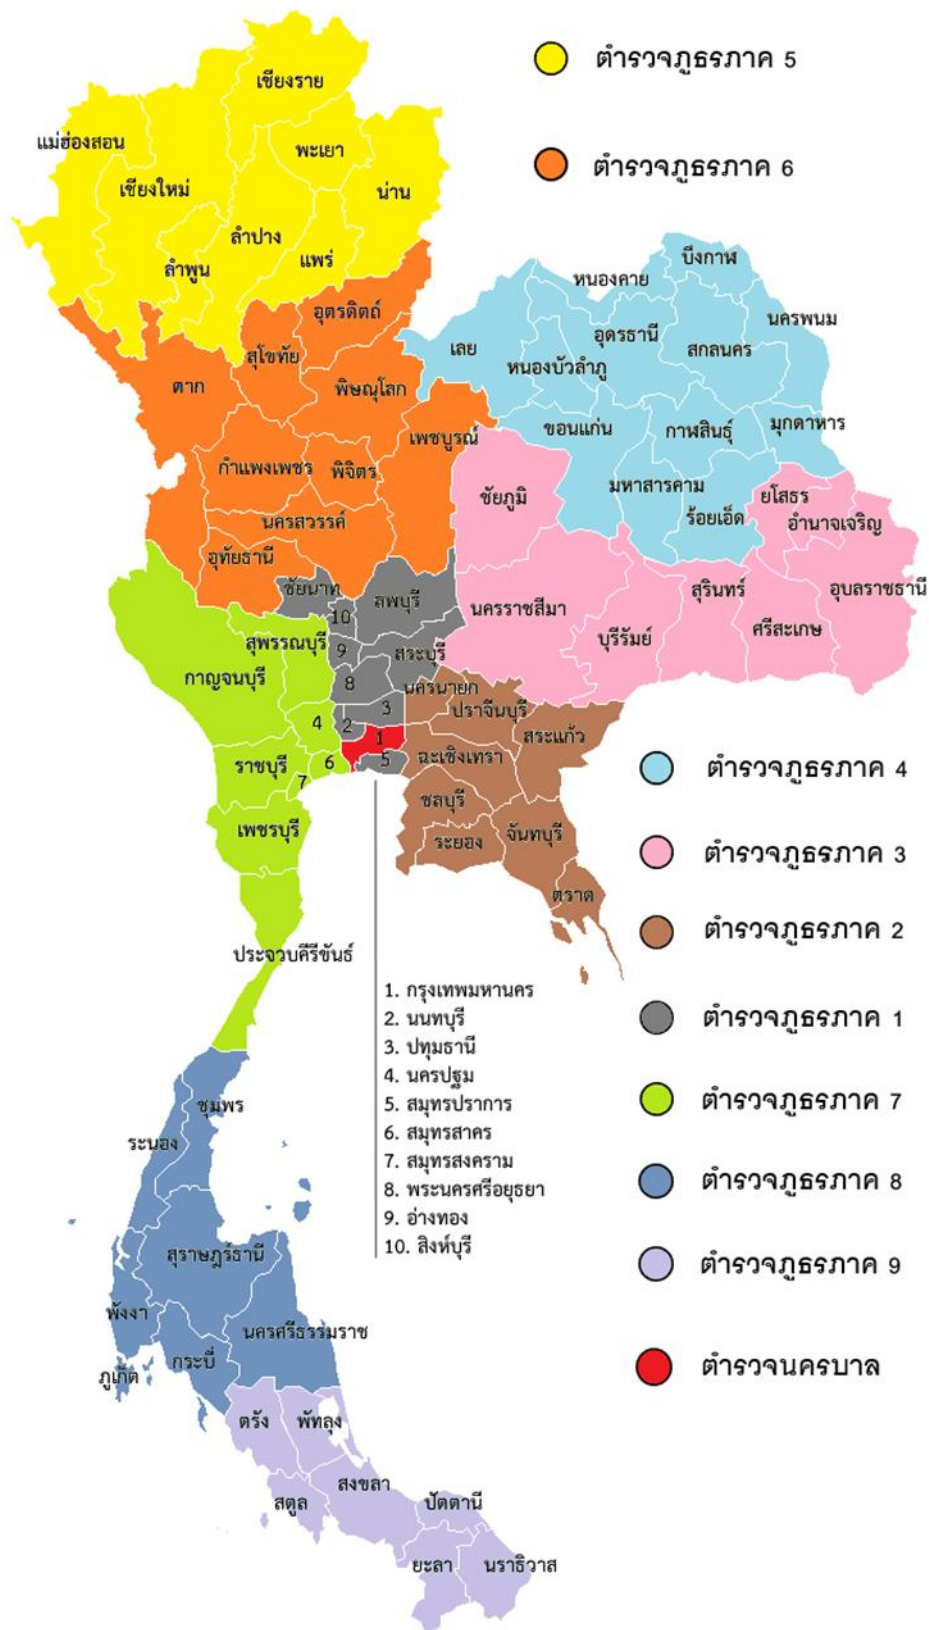 ตำรวจภูธรภาค 5
เชียงราย
แม่ฮ่องสอน
พะเยา
ตำรวจภูธรภาค 6
เชียงใหม่
น่าน
ลำปาง
แพร่
ลำพูน
บึงกาฬ
หนองคาย
อุตรดิตถ์
นครพนม
อุดรธานี
สุโขทัย
เลย
สกลนคร
หนองบัวลำภู
ตาก
พิษณุโลก
เพชบูรณ์
ขอนแก่น
กาฬสินธุ์
มุกดาหาร
กำแพงเพชร
พิจิตร
ชัยภูมิ
มหาสารคาม
ยโสธร
ร้อยเอ็ด
นครสวรรค์
อำนาจเจริญ
อุทัยธานี
ชัยนาท
ลพบุรี
สุรินทร์
อุบลราชธานี
10
นครราชสีมา
สุพรรณบุรี
บุรีรัมย์
ศรีสะเกษ
9
สระบุรี
กาญจนบุรี
8
นครนายก
3
ปราจีนบุรี
4
2
1
สระแก้ว
ราชบุรี
6
5
ฉะเชิงเทรา
ตำรวจภูธรภาค 4
7
ชลบุรี
เพชรบุรี
ระยอง
จันทบุรี
ตำรวจภูธรภาค 3
ตราด
ตำรวจภูธรภาค 2
ประจวบคีรีขันธ์
1. กรุงเทพมหานคร
2. นนทบุรี
3. ปทุมธานี
4. นครปฐม
5. สมุทรปราการ
6. สมุทรสาคร
7. สมุทรสงคราม
8. พระนครศรีอยุธยา
9. อ่างทอง
10. สิงห์บุรี
ตำรวจภูธรภาค 1
ตำรวจภูธรภาค 7
ชุมพร
ระนอง
ตำรวจภูธรภาค 8
สุราษฎร์ธานี
ตำรวจภูธรภาค 9
พังงา
นครศรีธรรมราช
กระบี่
ภูเก็ต
ตำรวจนครบาล
ตรัง
พัทลุง
สงขลา
สตูล
ปัตตานี
ยะลา
นราธิวาส